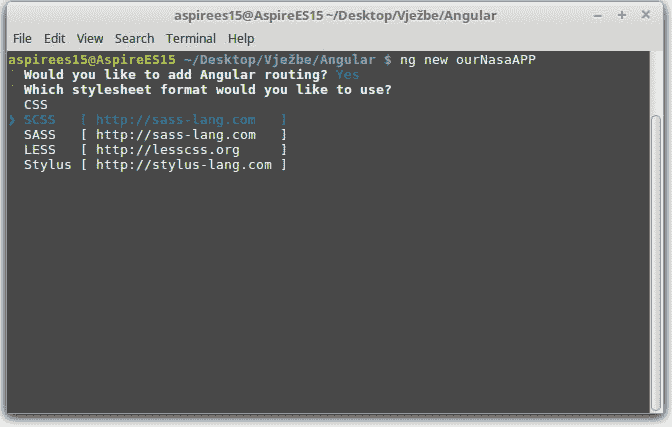 aspirees15@AspireES15 ~/Desktop/Vježbe/Angular
File Edit View Search Terminal Help
aspirees15@AspireES15 ~/Desktop/Vježbe/Angular $ ng new ourNasaAPP
Would you like to add Angular routing? Yes
Which stylesheet format would you like to use?
CSS
❯ SCSS [ http://sass-lang.com ]
SASS [ http://sass-lang.com ]
LESS [ http://lesscss.org ]
Stylus [ http://stylus-lang.com ]